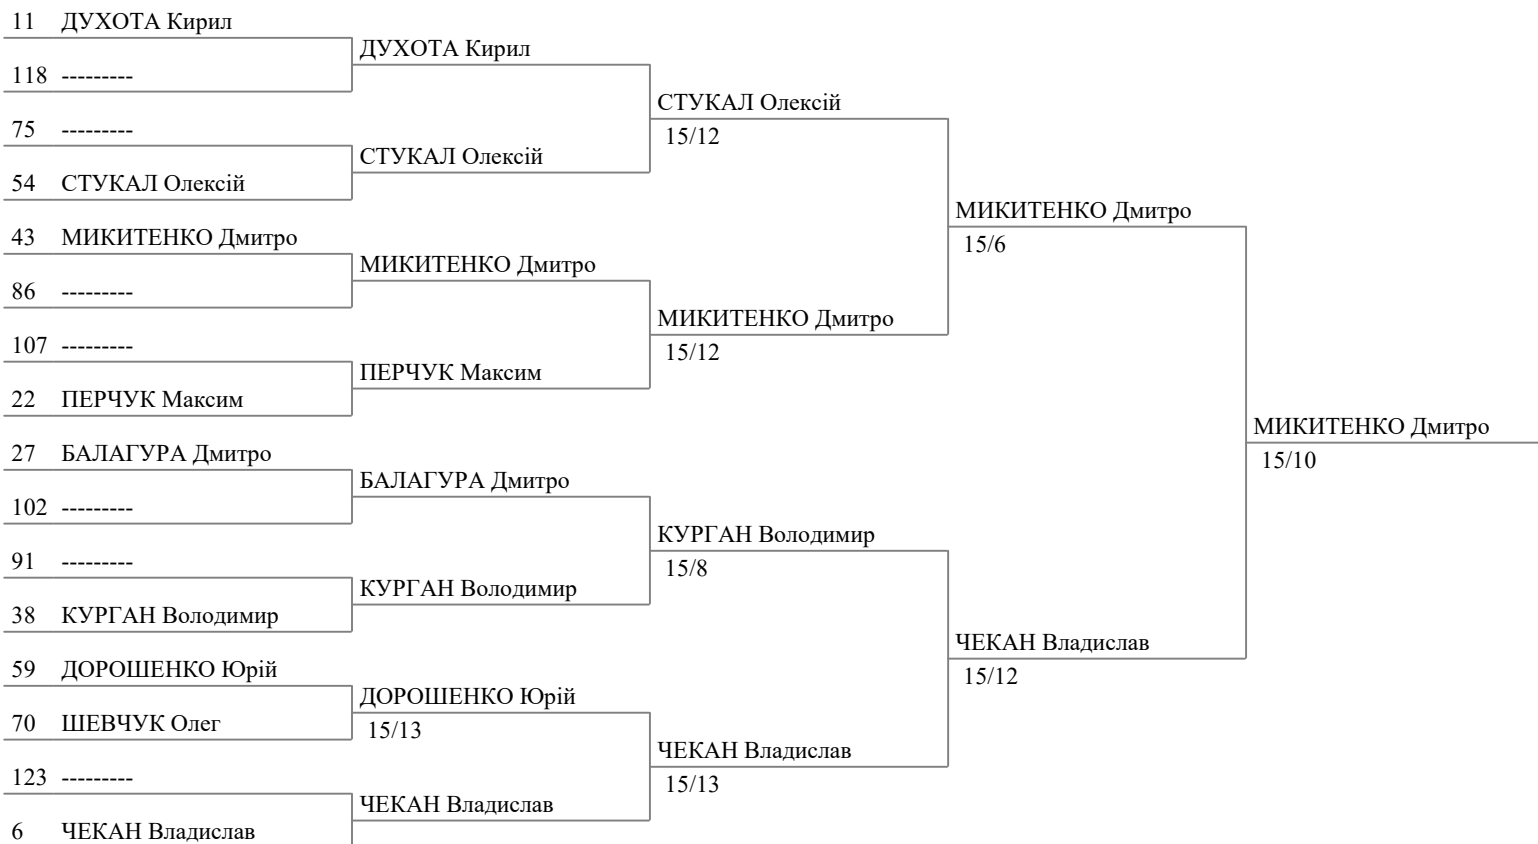 11 ДУХОТА Кирил
118 ---------
75 ---------
54 СТУКАЛ Олексій
43 МИКИТЕНКО Дмитро
86 ---------
107 ---------
22 ПЕРЧУК Максим
27 БАЛАГУРА Дмитро
102 ---------
91 ---------
38 КУРГАН Володимир
59 ДОРОШЕНКО Юрій
70 ШЕВЧУК Олег
123 ---------
6 ЧЕКАН Владислав
ДУХОТА Кирил
СТУКАЛ Олексій
МИКИТЕНКО Дмитро
ПЕРЧУК Максим
БАЛАГУРА Дмитро
КУРГАН Володимир
ДОРОШЕНКО Юрій
15/13
ЧЕКАН Владислав
СТУКАЛ Олексій
15/12
МИКИТЕНКО Дмитро
15/12
КУРГАН Володимир
15/8
ЧЕКАН Владислав
15/13
МИКИТЕНКО Дмитро
15/6
ЧЕКАН Владислав
15/12
МИКИТЕНКО Дмитро
15/10